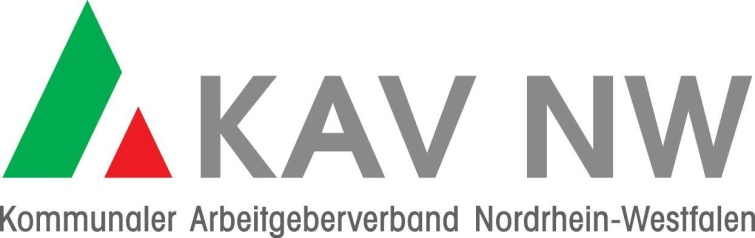 KAV NW
Kommunaler Arbeitgeberverband Nordrhein-Westfalen